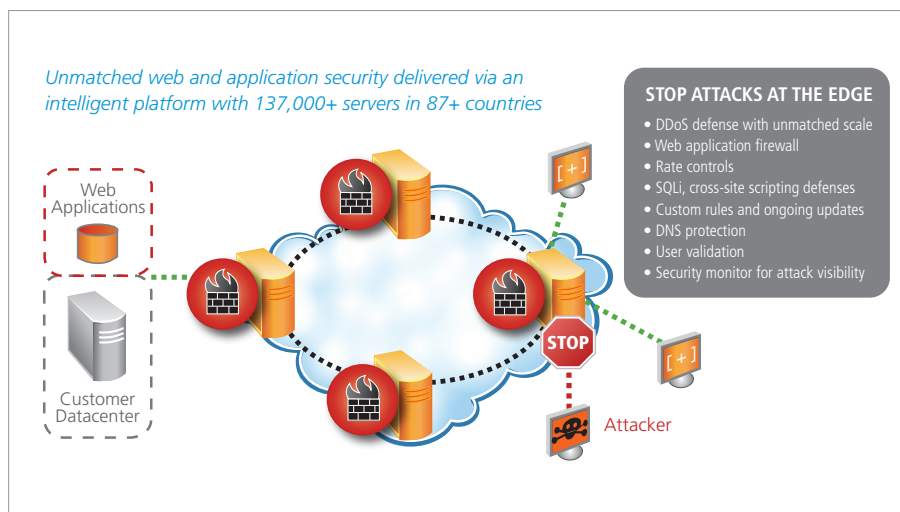 Unmatched web and application security delivered via an
intelligent platform with 137,000+ servers in 87+ countries
STOP ATTACKS AT THE EDGE
• DDoS defense with unmatched scale
• Web application firewall
• Rate controls
• SQLi, cross-site scripting defenses
• Custom rules and ongoing updates
• DNS protection
• User validation
• Security monitor for attack visibility
Web
Applications
Customer
Datacenter
[+]
[+]
STOP
Attacker